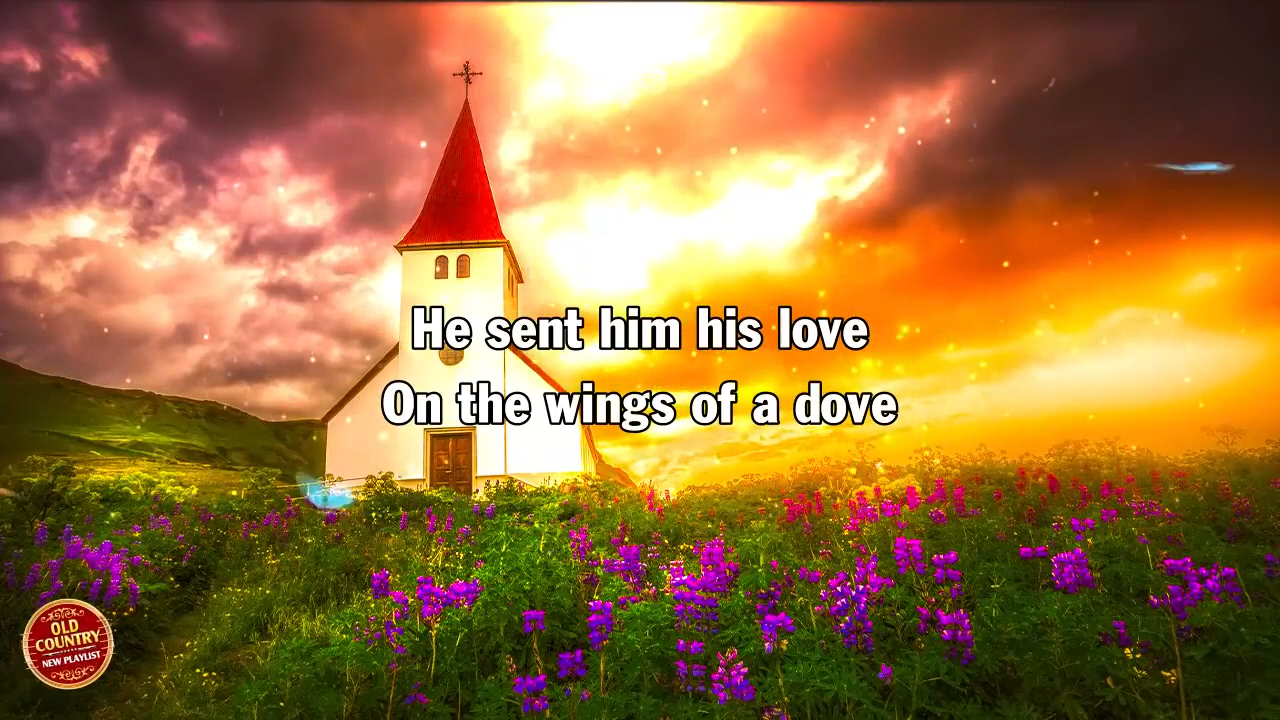 He sent him his love
On the wings of a dove
OLD
COUNTRY
NEW PLAYLIST